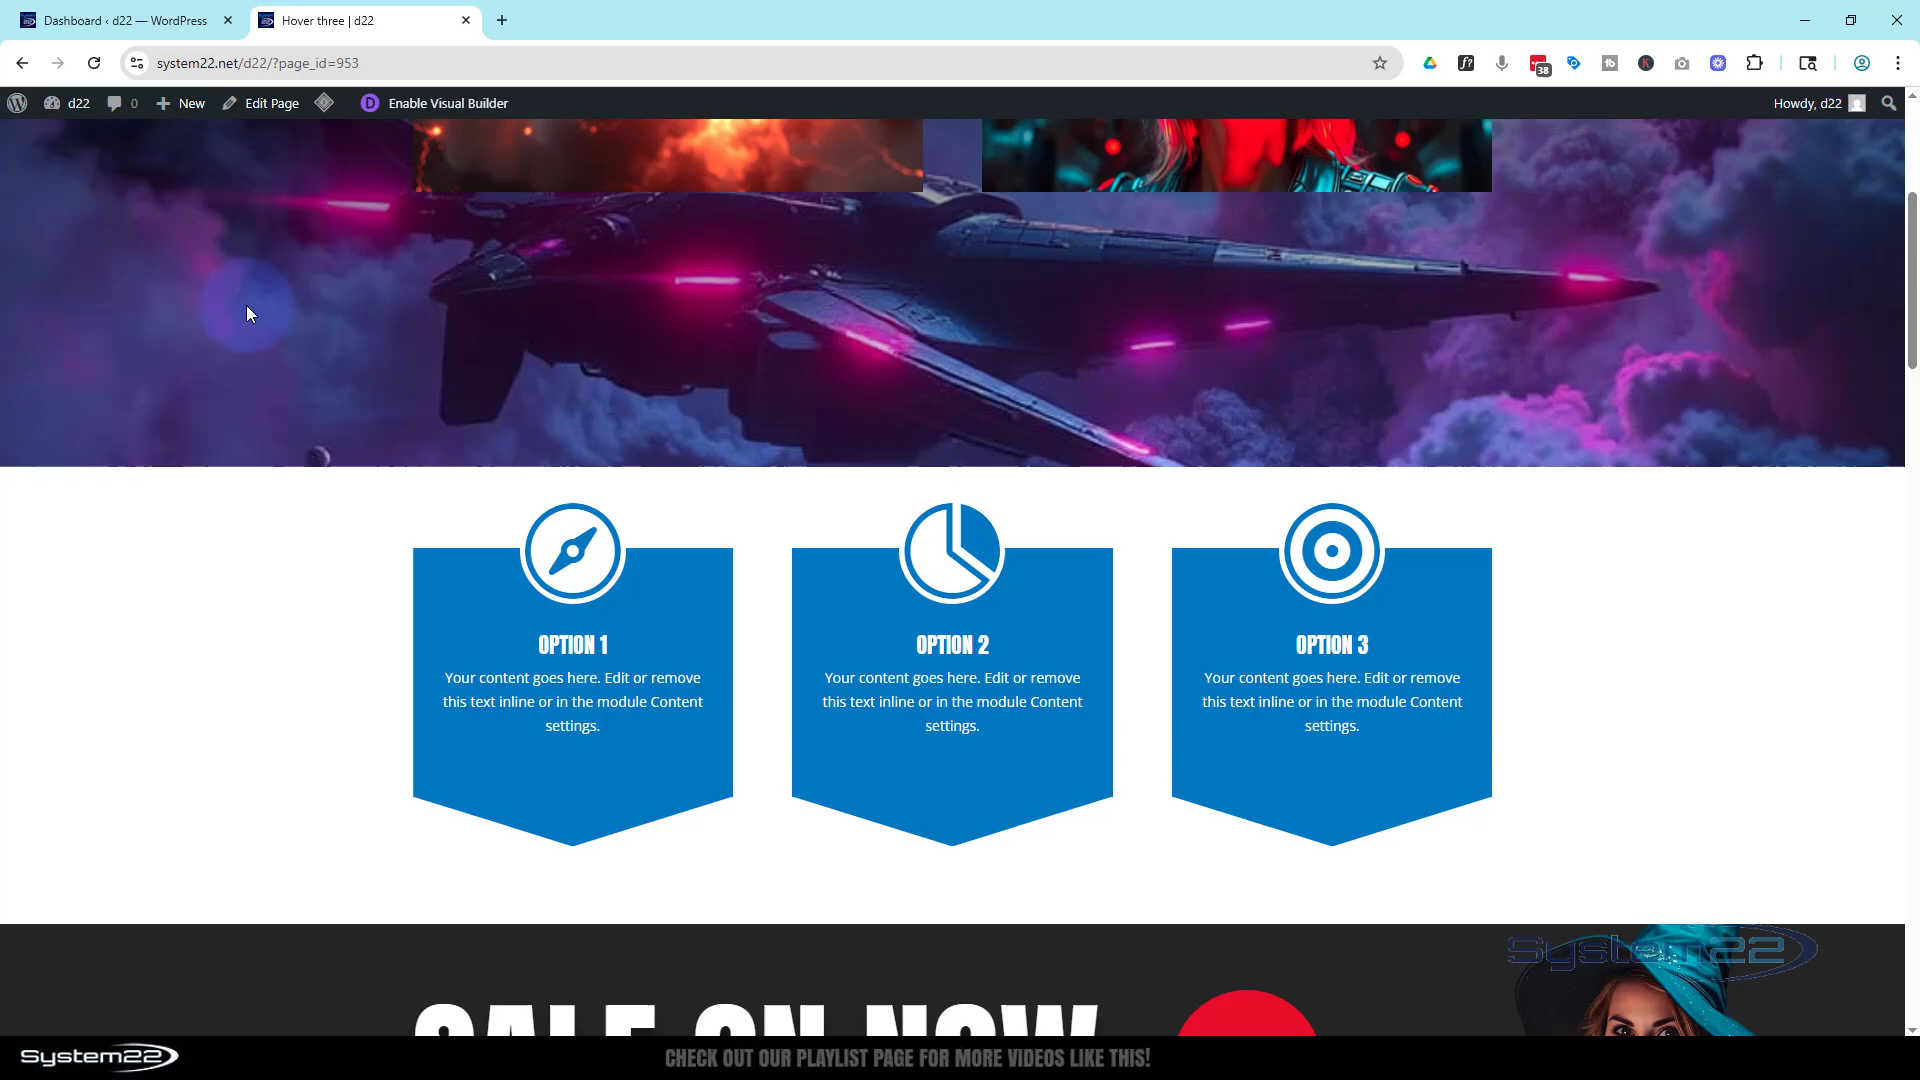 Dashboard ‹ d22 — WordPress
Hover three | d22
system22.net/d22/?page_id=953
38
d22
0
New
Edit Page
Enable Visual Builder
Howdy, d22
OPTION 1
Your content goes here. Edit or remove
this text inline or in the module Content
settings.
OPTION 2
Your content goes here. Edit or remove
this text inline or in the module Content
settings.
OPTION 3
Your content goes here. Edit or remove
this text inline or in the module Content
settings.
System22
SALE ON NOW
System22
CHECK OUT OUR PLAYLIST PAGE FOR MORE VIDEOS LIKE THIS!